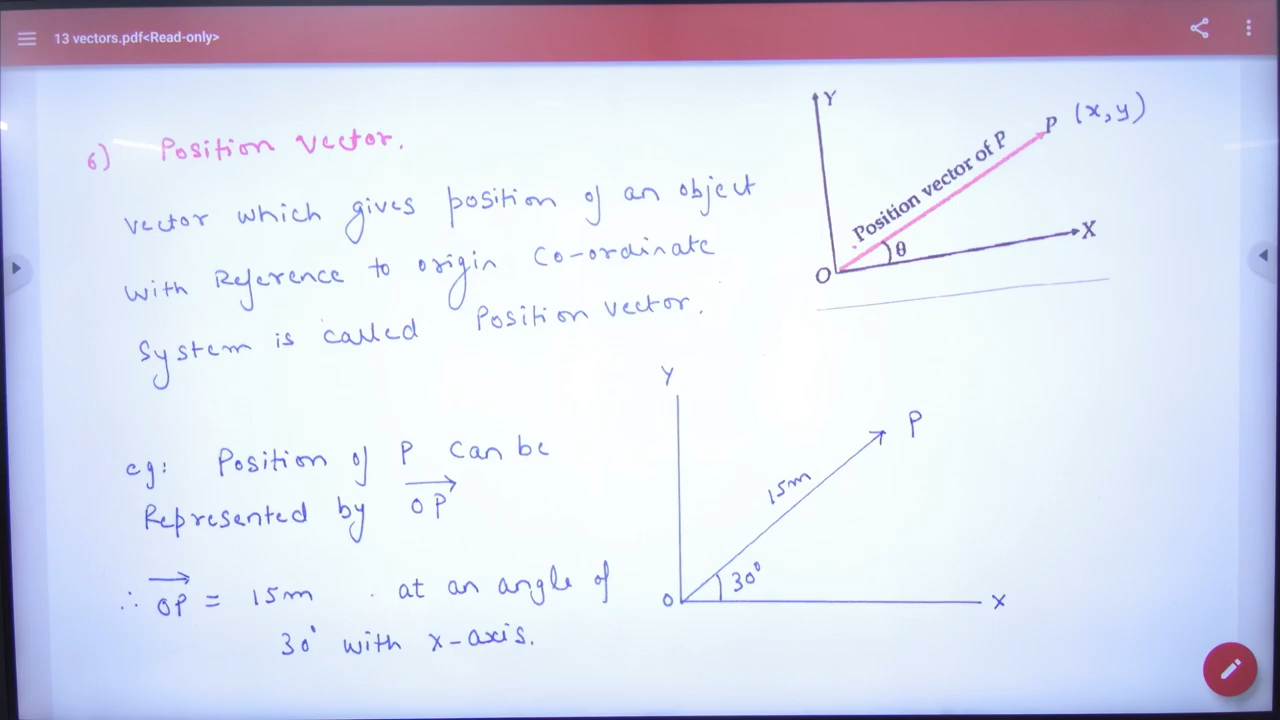 13 vectors.pdf<Read-only>
6) Position vector.
vector which gives position of an object
with Reference to origin Co-ordinate
System is called Position vector.
Y
P (x,y)
Position vector of P
θ
X
O
eg: Position of P can be
Represented by OP
∴ OP = 15m . at an angle of
30° with x-axis.
Y
P
15m
30°
O
X